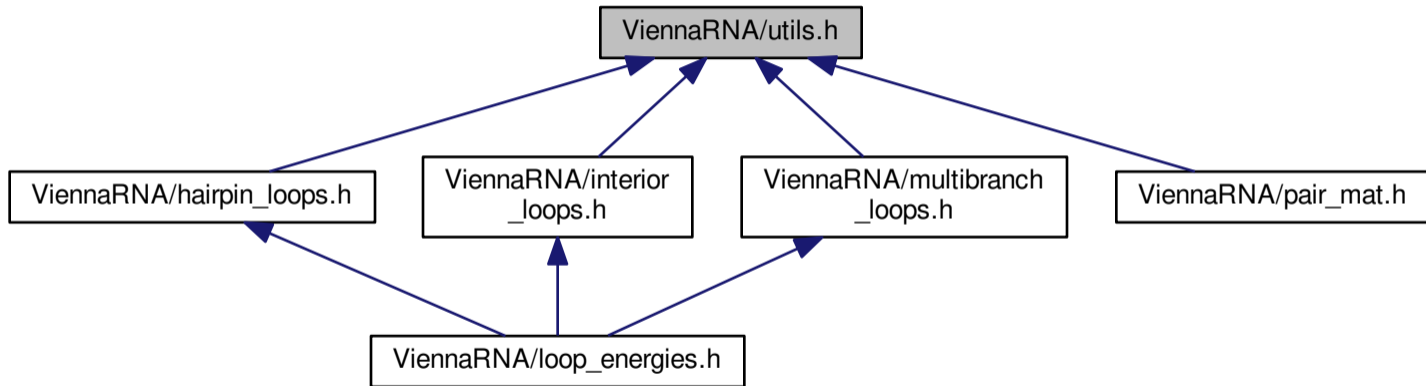 ViennaRNA/utils.h
ViennaRNA/hairpin_loops.h
ViennaRNA/interior
_loops.h
ViennaRNA/multibranch
_loops.h
ViennaRNA/pair_mat.h
ViennaRNA/loop_energies.h